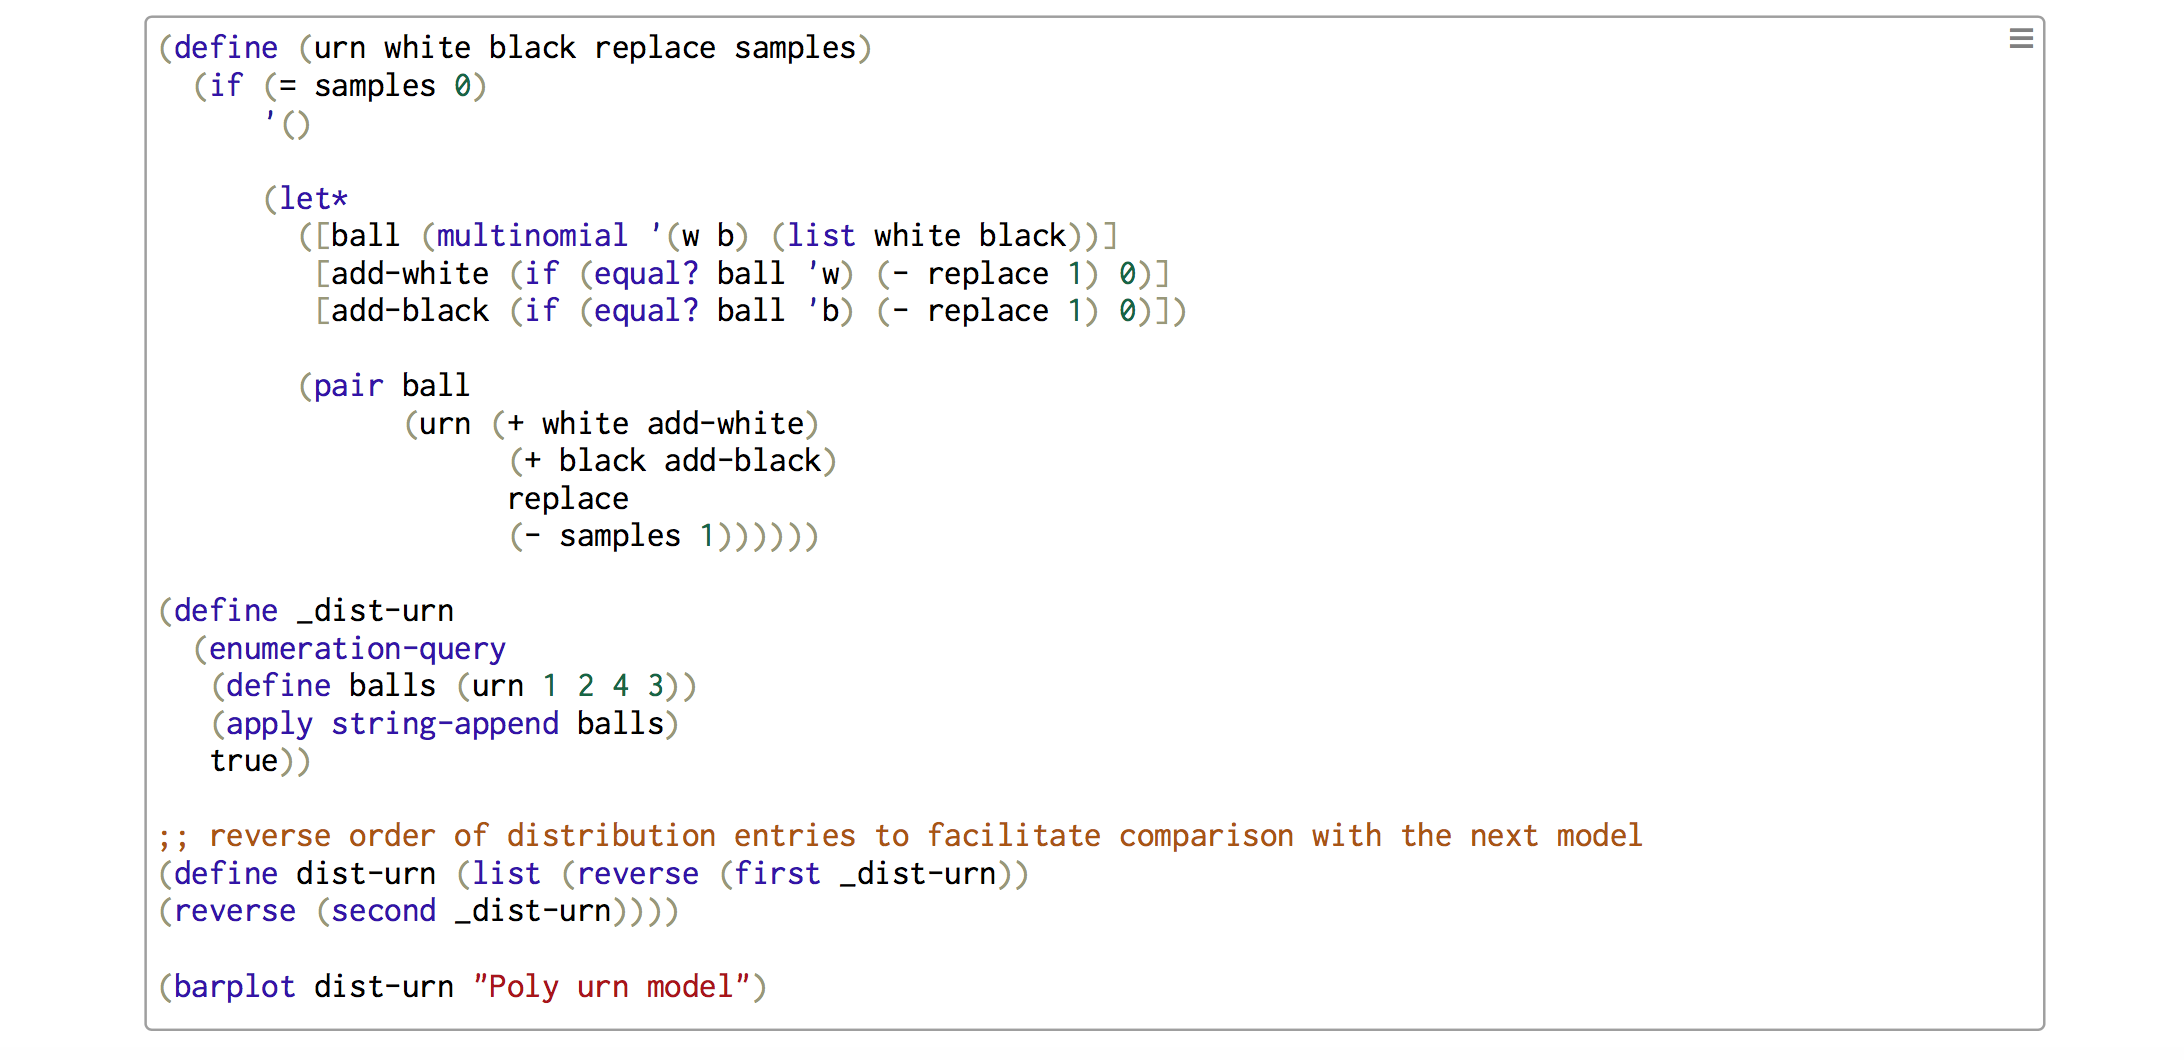 (define (urn white black replace samples)
  (if (= samples 0)
      '()

      (let*
        ([ball (multinomial '(w b) (list white black))]
         [add-white (if (equal? ball 'w) (- replace 1) 0)]
         [add-black (if (equal? ball 'b) (- replace 1) 0)])

        (pair ball
              (urn (+ white add-white)
                    (+ black add-black)
                    replace
                    (- samples 1))))))

(define _dist-urn
  (enumeration-query
   (define balls (urn 1 2 4 3))
   (apply string-append balls)
   true))

;; reverse order of distribution entries to facilitate comparison with the next model
(define dist-urn (list (reverse (first _dist-urn))
(reverse (second _dist-urn))))

(barplot dist-urn "Poly urn model")